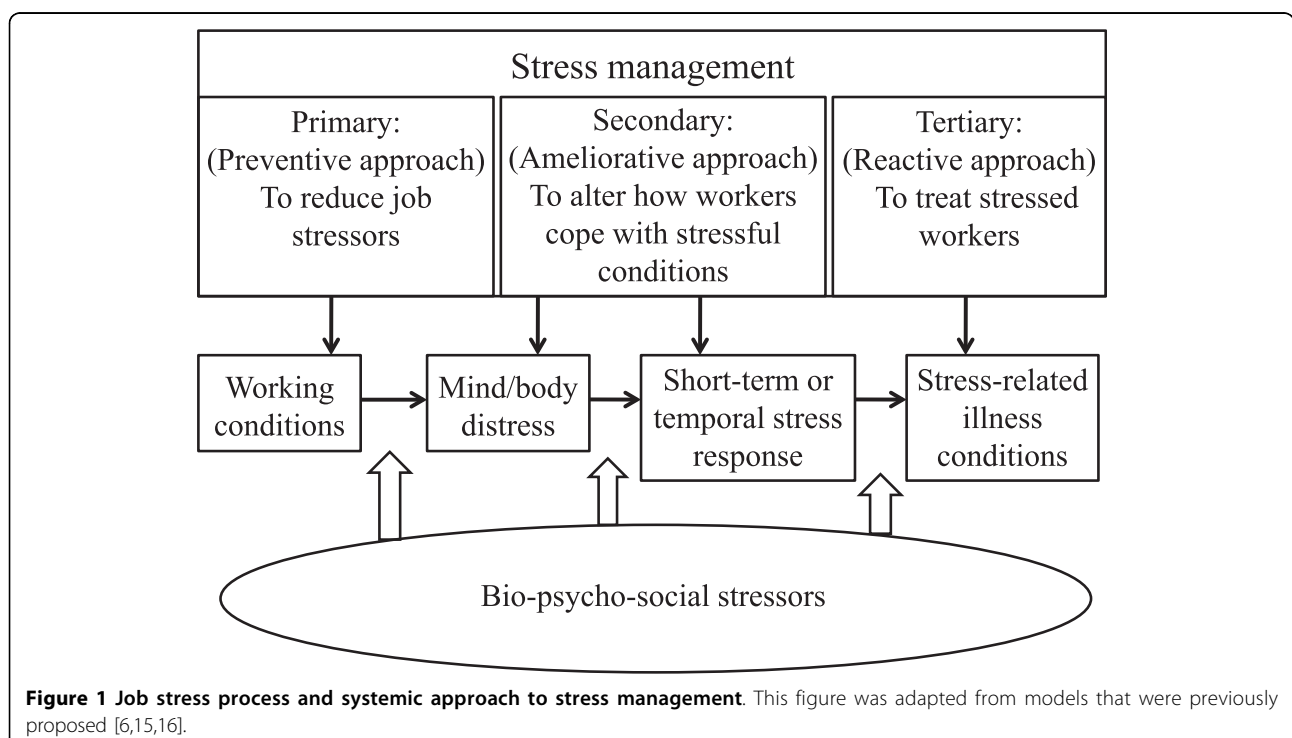 Stress management
Primary:
(Preventive approach)
To reduce job
stressors
Secondary:
(Ameliorative approach)
To alter how workers
cope with stressful
conditions
Tertiary:
(Reactive approach)
To treat stressed
workers
Working
conditions
Mind/body
distress
Short-term or
temporal stress
response
Stress-related
illness
conditions
Bio-psycho-social stressors
Figure 1 Job stress process and systemic approach to stress management. This figure was adapted from models that were previously
proposed [6,15,16].